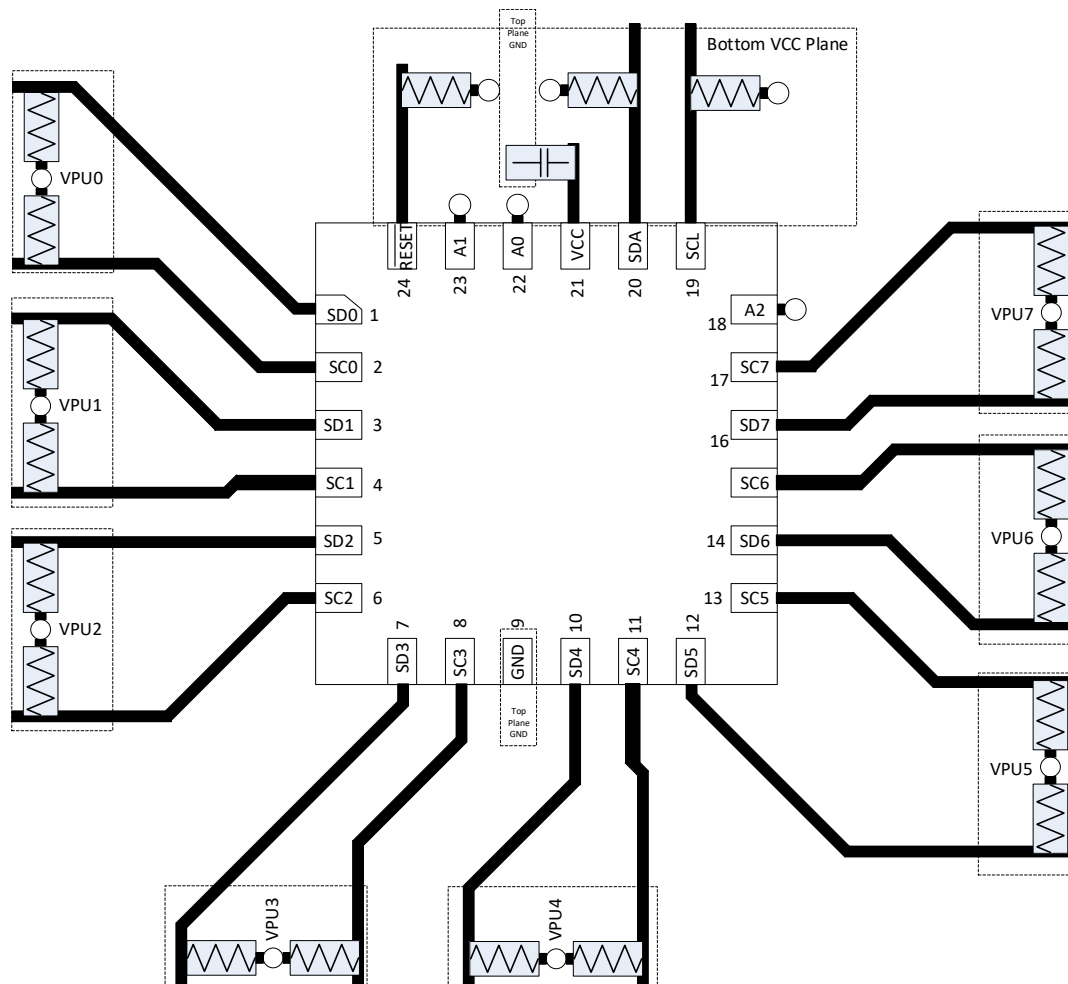 Top
Plane
GND
Bottom VCC Plane
VPU0
RESET
A1
A0
VCC
SDA
SCL
24
23
22
21
20
19
SD0 1
A2
18
VPU7
SC0 2
SC7
17
VPU1
SD1 3
SD7
16
SC1 4
SC6
SD2 5
14 SD6
VPU6
SC2 6
13 SC5
VPU2
7
8
9
10
11
12
SD3
SC3
GND
SD4
SC4
SD5
Top
Plane
GND
VPU5
VPU3
VPU4